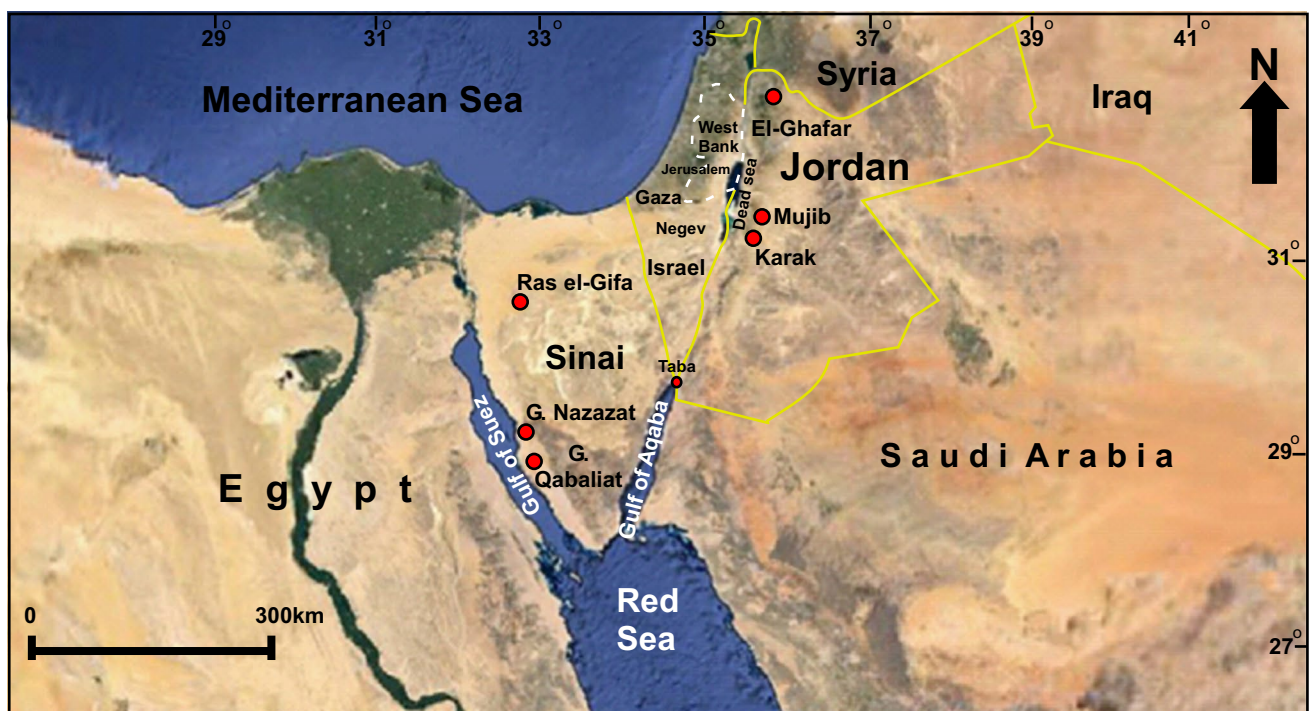 29° 31° 33° 35° 37° 39° 41°
N
Mediterranean Sea
Syria
Iraq
El-Ghafar
West
Bank
Jerusalem
Jordan
Dead sea
Gaza
Mujib
Negev
Karak
Israel
31°
Ras el-Gifa
Sinai
Taba
G. Nazazat
G.
Qabaliat
Gulf of Suez
Gulf of Aqaba
Saudi Arabia
29°
Egypt
Red
Sea
0 300km
27°